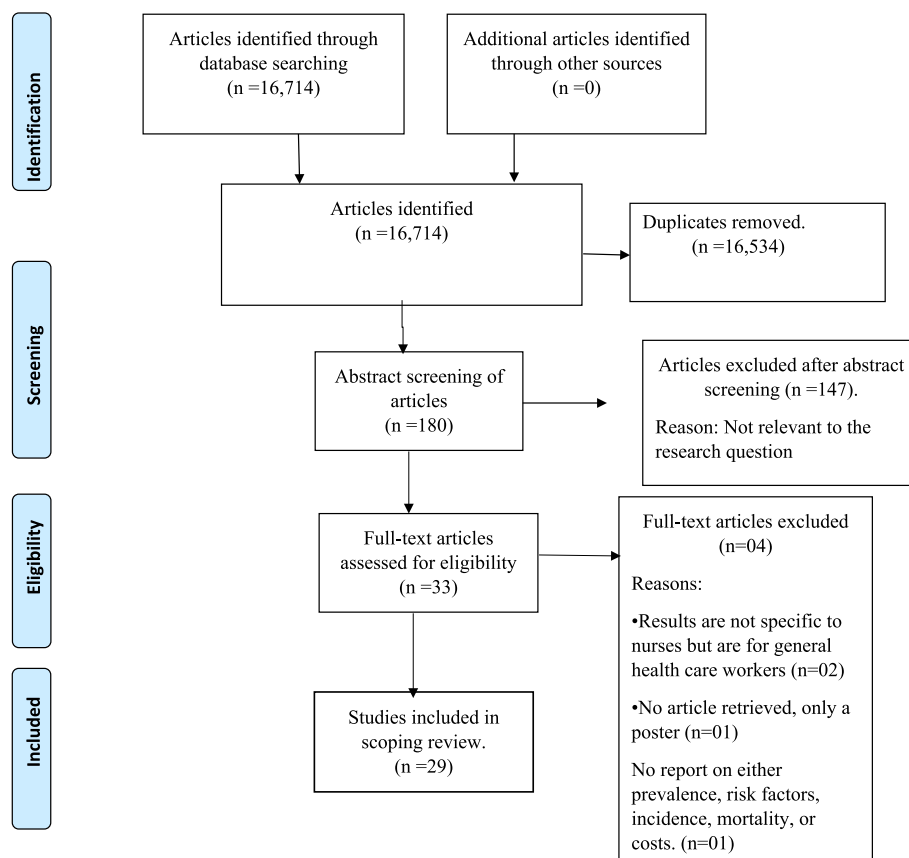 Identification
Articles identified through
database searching
(n =16,714)
Additional articles identified
through other sources
(n =0)
Articles identified
(n =16,714)
Duplicates removed.
(n =16,534)
Screening
Abstract screening of
articles
(n =180)
Articles excluded after abstract
screening (n =147).
Reason: Not relevant to the
research question
Eligibility
Full-text articles
assessed for eligibility
(n =33)
Full-text articles excluded
(n=04)
Reasons:
•Results are not specific to
nurses but are for general
health care workers (n=02)
•No article retrieved, only a
poster (n=01)
No report on either
prevalence, risk factors,
incidence, mortality, or
costs. (n=01)
Included
Studies included in
scoping review.
(n =29)